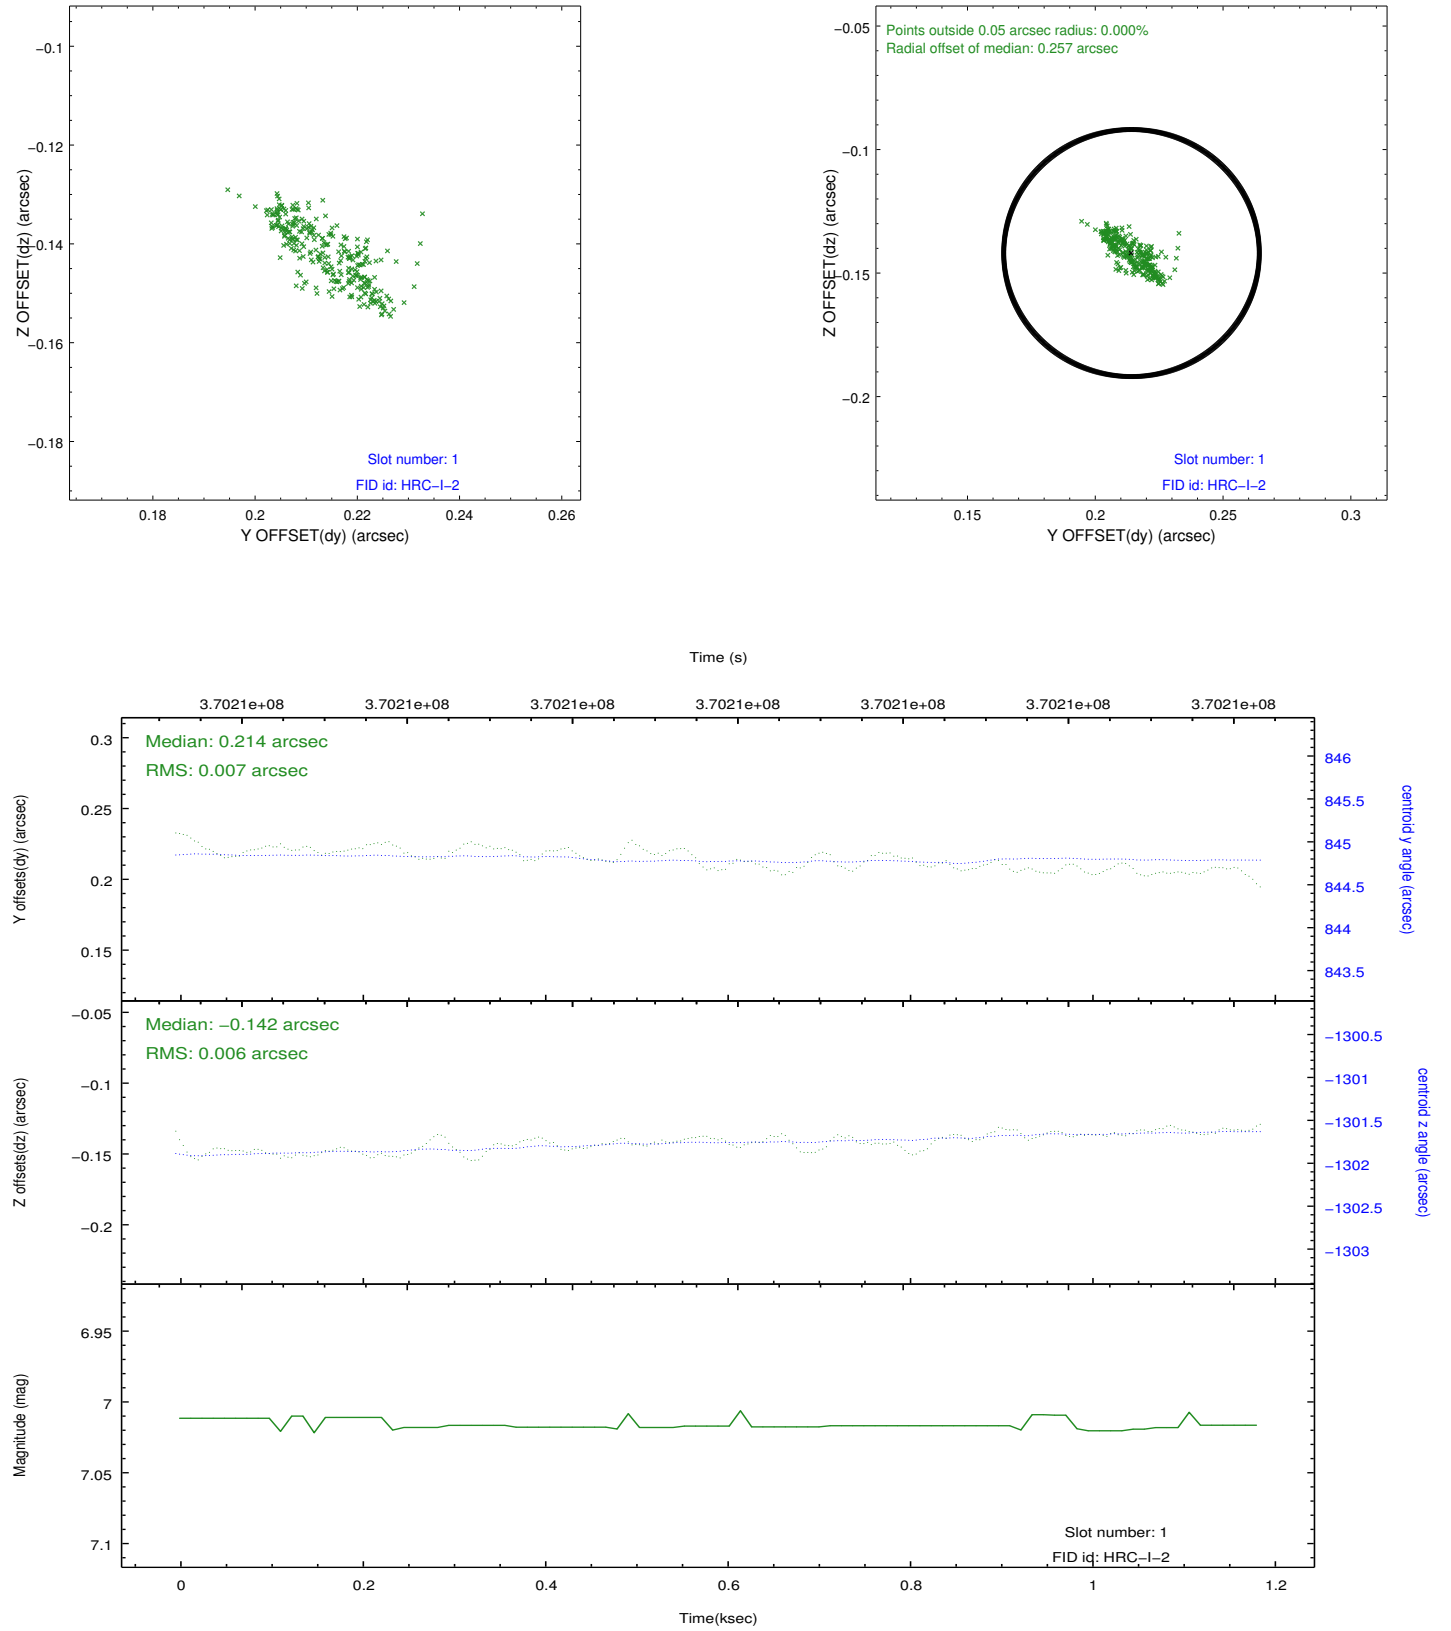 −0.1
−0.12
−0.14
−0.16
−0.18
Z OFFSET(dz) (arcsec)
Slot number: 1
FID id: HRC−I−2
0.18 0.2 0.22 0.24 0.26
Y OFFSET(dy) (arcsec)
Points outside 0.05 arcsec radius: 0.000%
Radial offset of median: 0.257 arcsec
−0.05
−0.1
−0.15
−0.2
Z OFFSET(dz) (arcsec)
Slot number: 1
FID id: HRC−I−2
0.15 0.2 0.25 0.3
Y OFFSET(dy) (arcsec)
Time (s)
3.7021e+08 3.7021e+08 3.7021e+08 3.7021e+08 3.7021e+08 3.7021e+08 3.7021e+08
Median: 0.214 arcsec
RMS: 0.007 arcsec
0.3
0.25
0.2
0.15
Y offsets(dy) (arcsec)
846
845.5
845
844.5
844
843.5
centroid y angle (arcsec)
Median: −0.142 arcsec
RMS: 0.006 arcsec
−0.05
−0.1
−0.15
−0.2
Z offsets(dz) (arcsec)
−1300.5
−1301
−1301.5
−1302
−1302.5
−1303
centroid z angle (arcsec)
6.95
7
7.05
7.1
Magnitude (mag)
Slot number: 1
FID id: HRC−I−2
0 0.2 0.4 0.6 0.8 1 1.2
Time(ksec)